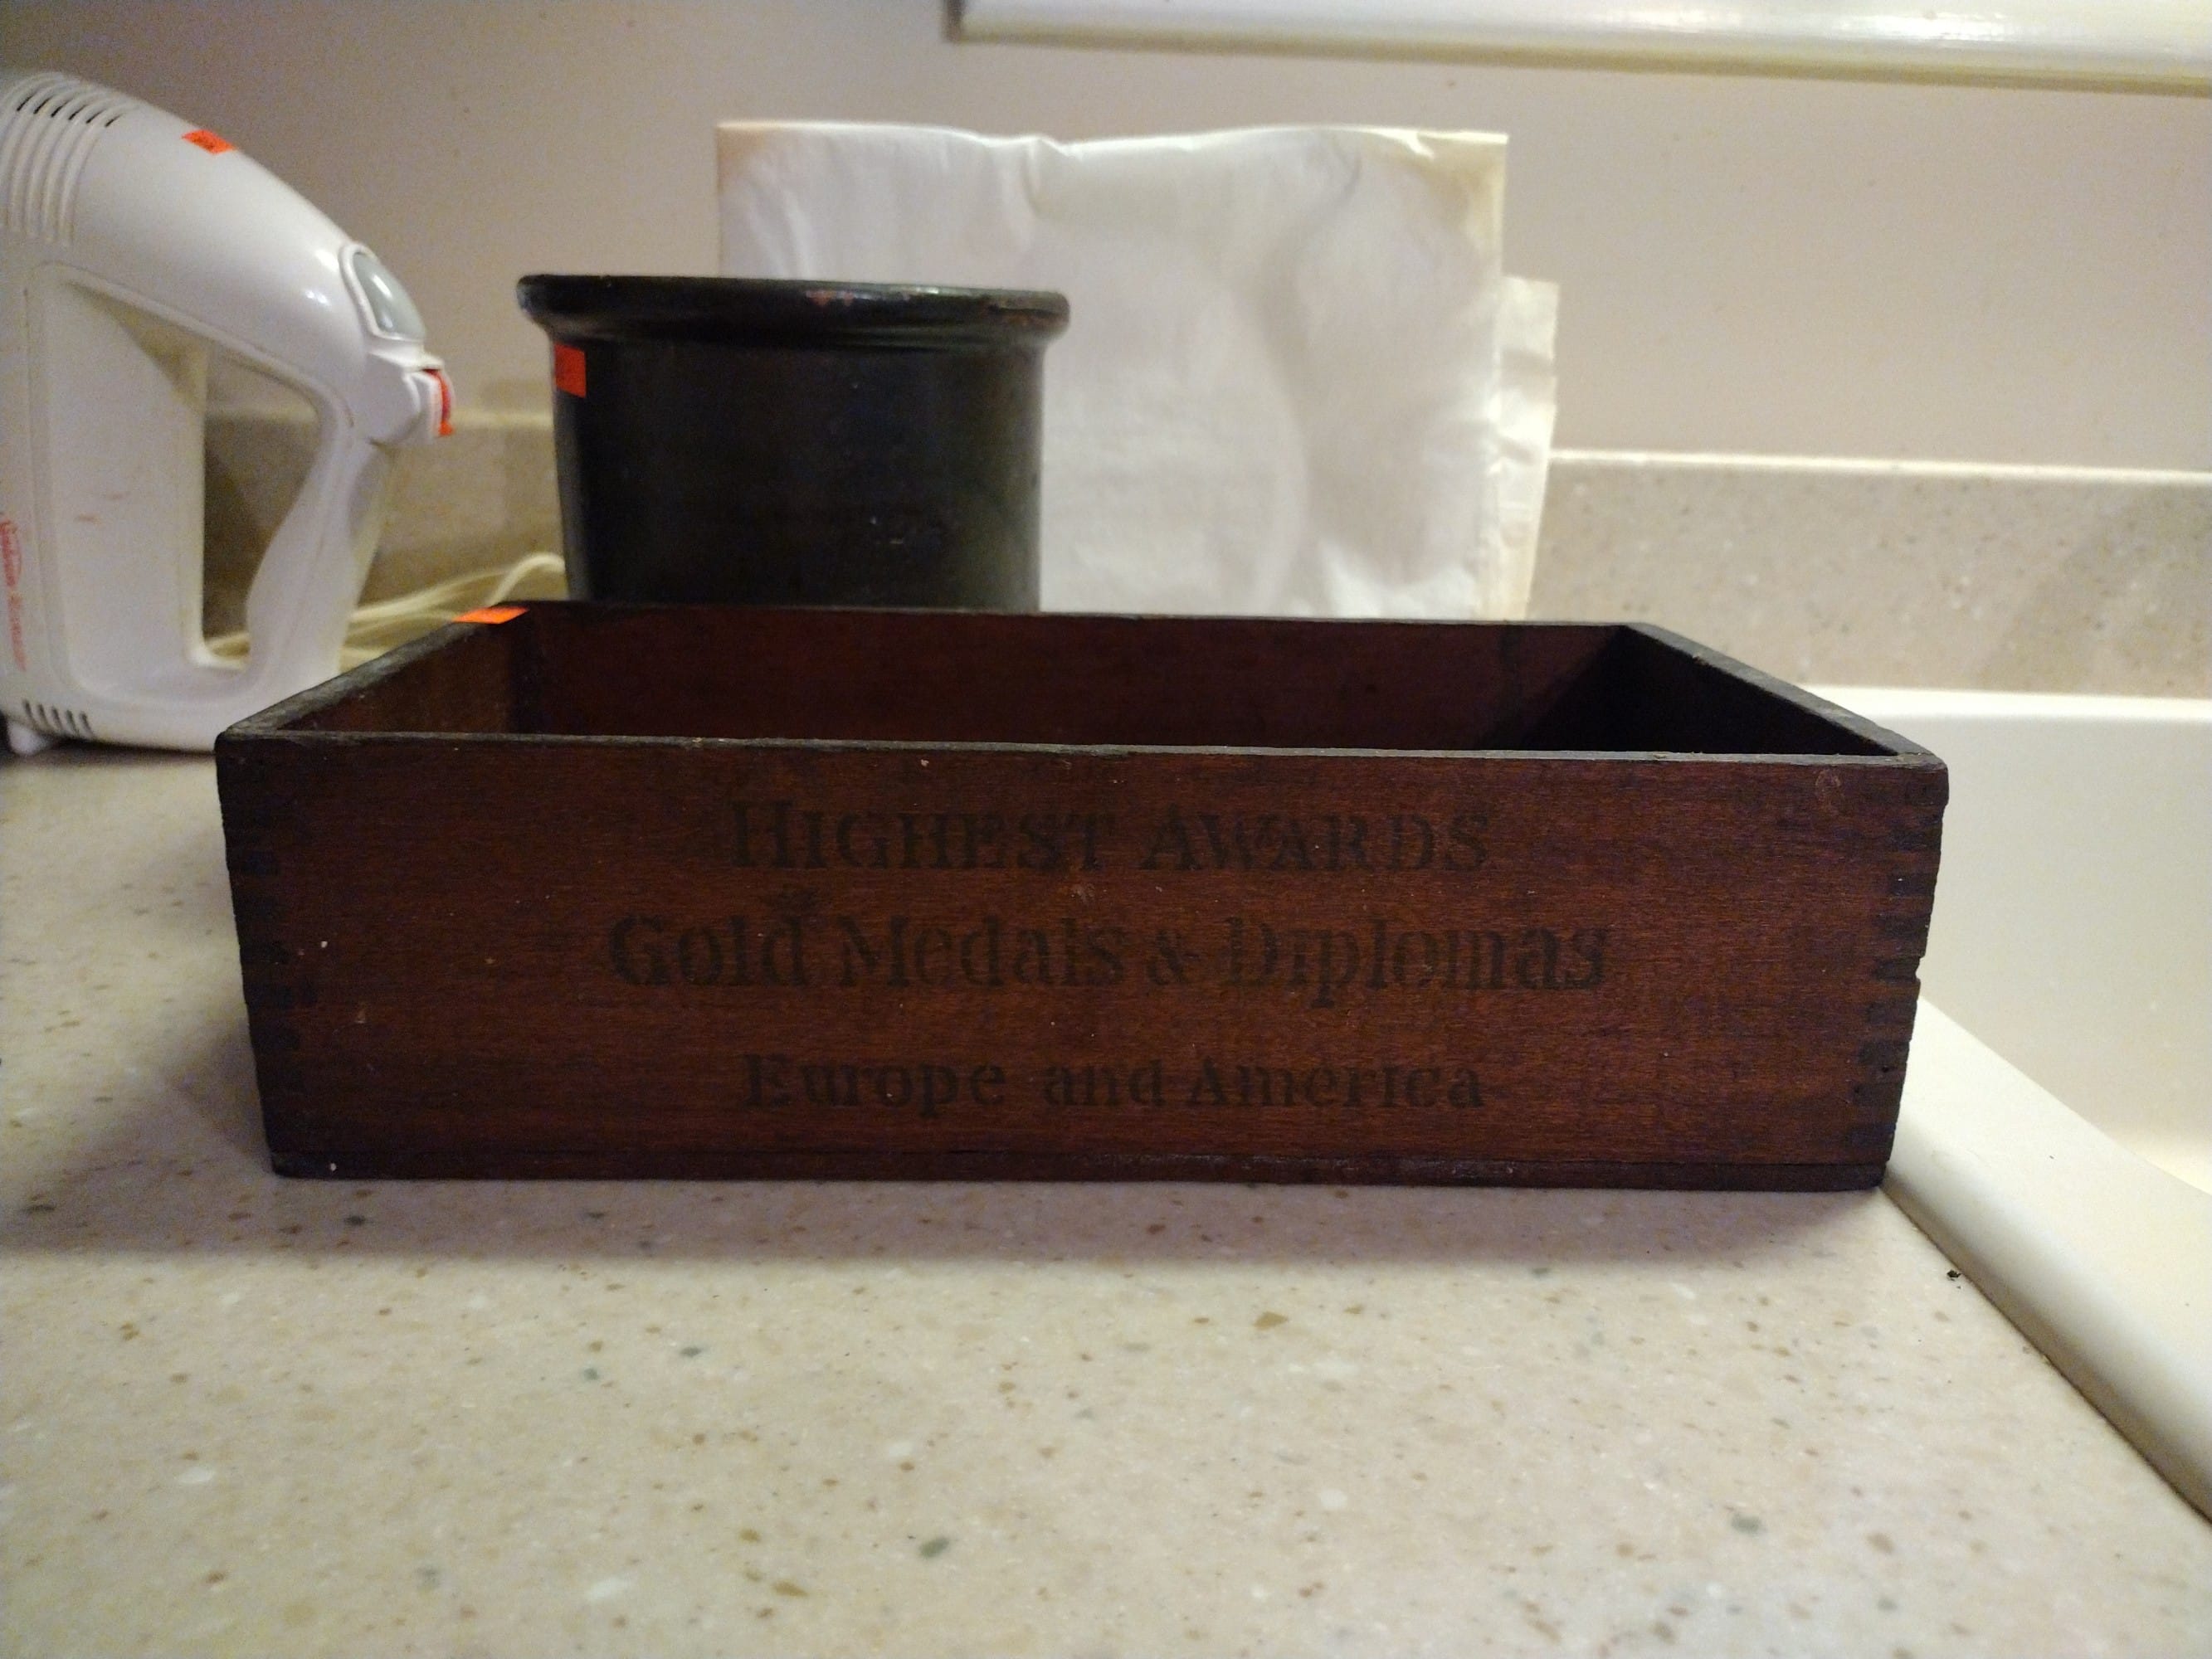 HIGHEST AWARDS
Gold Medals & Diplomas
Europe and America